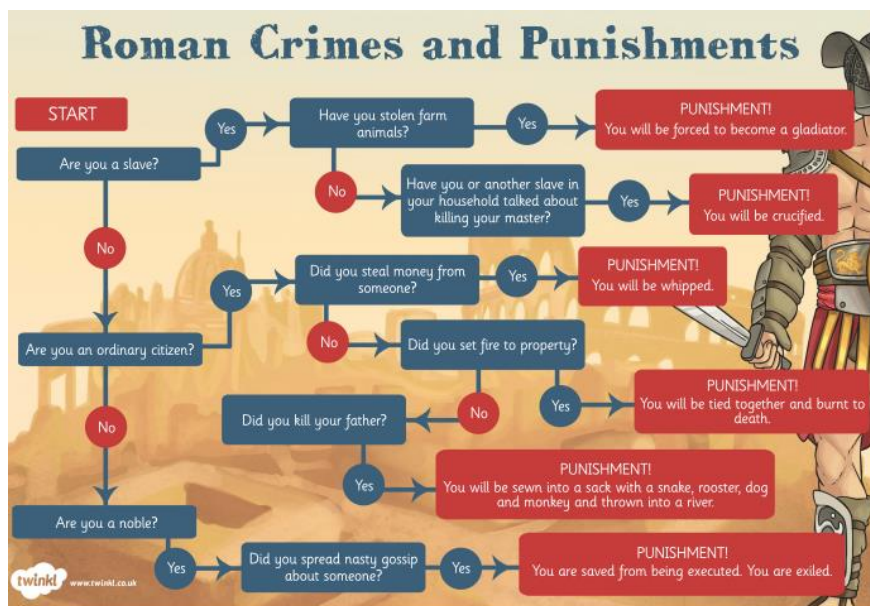 Roman Crimes and Punishments
START
Are you a slave?
Yes
Have you stolen farm
animals?
Yes
PUNISHMENT!
You will be forced to become a gladiator.
No
Have you or another slave in
your household talked about
killing your master?
Yes
PUNISHMENT!
You will be crucified.
No
Are you an ordinary citizen?
Yes
Did you steal money from
someone?
Yes
PUNISHMENT!
You will be whipped.
No
Did you set fire to property?
Yes
PUNISHMENT!
You will be tied together and burnt to
death.
No
Did you kill your father?
Yes
PUNISHMENT!
You will be sewn into a sack with a snake, rooster, dog
and monkey and thrown into a river.
No
Are you a noble?
Yes
Did you spread nasty gossip
about someone?
Yes
PUNISHMENT!
You are saved from being executed. You are exiled.
twinkl
www.twinkl.co.uk